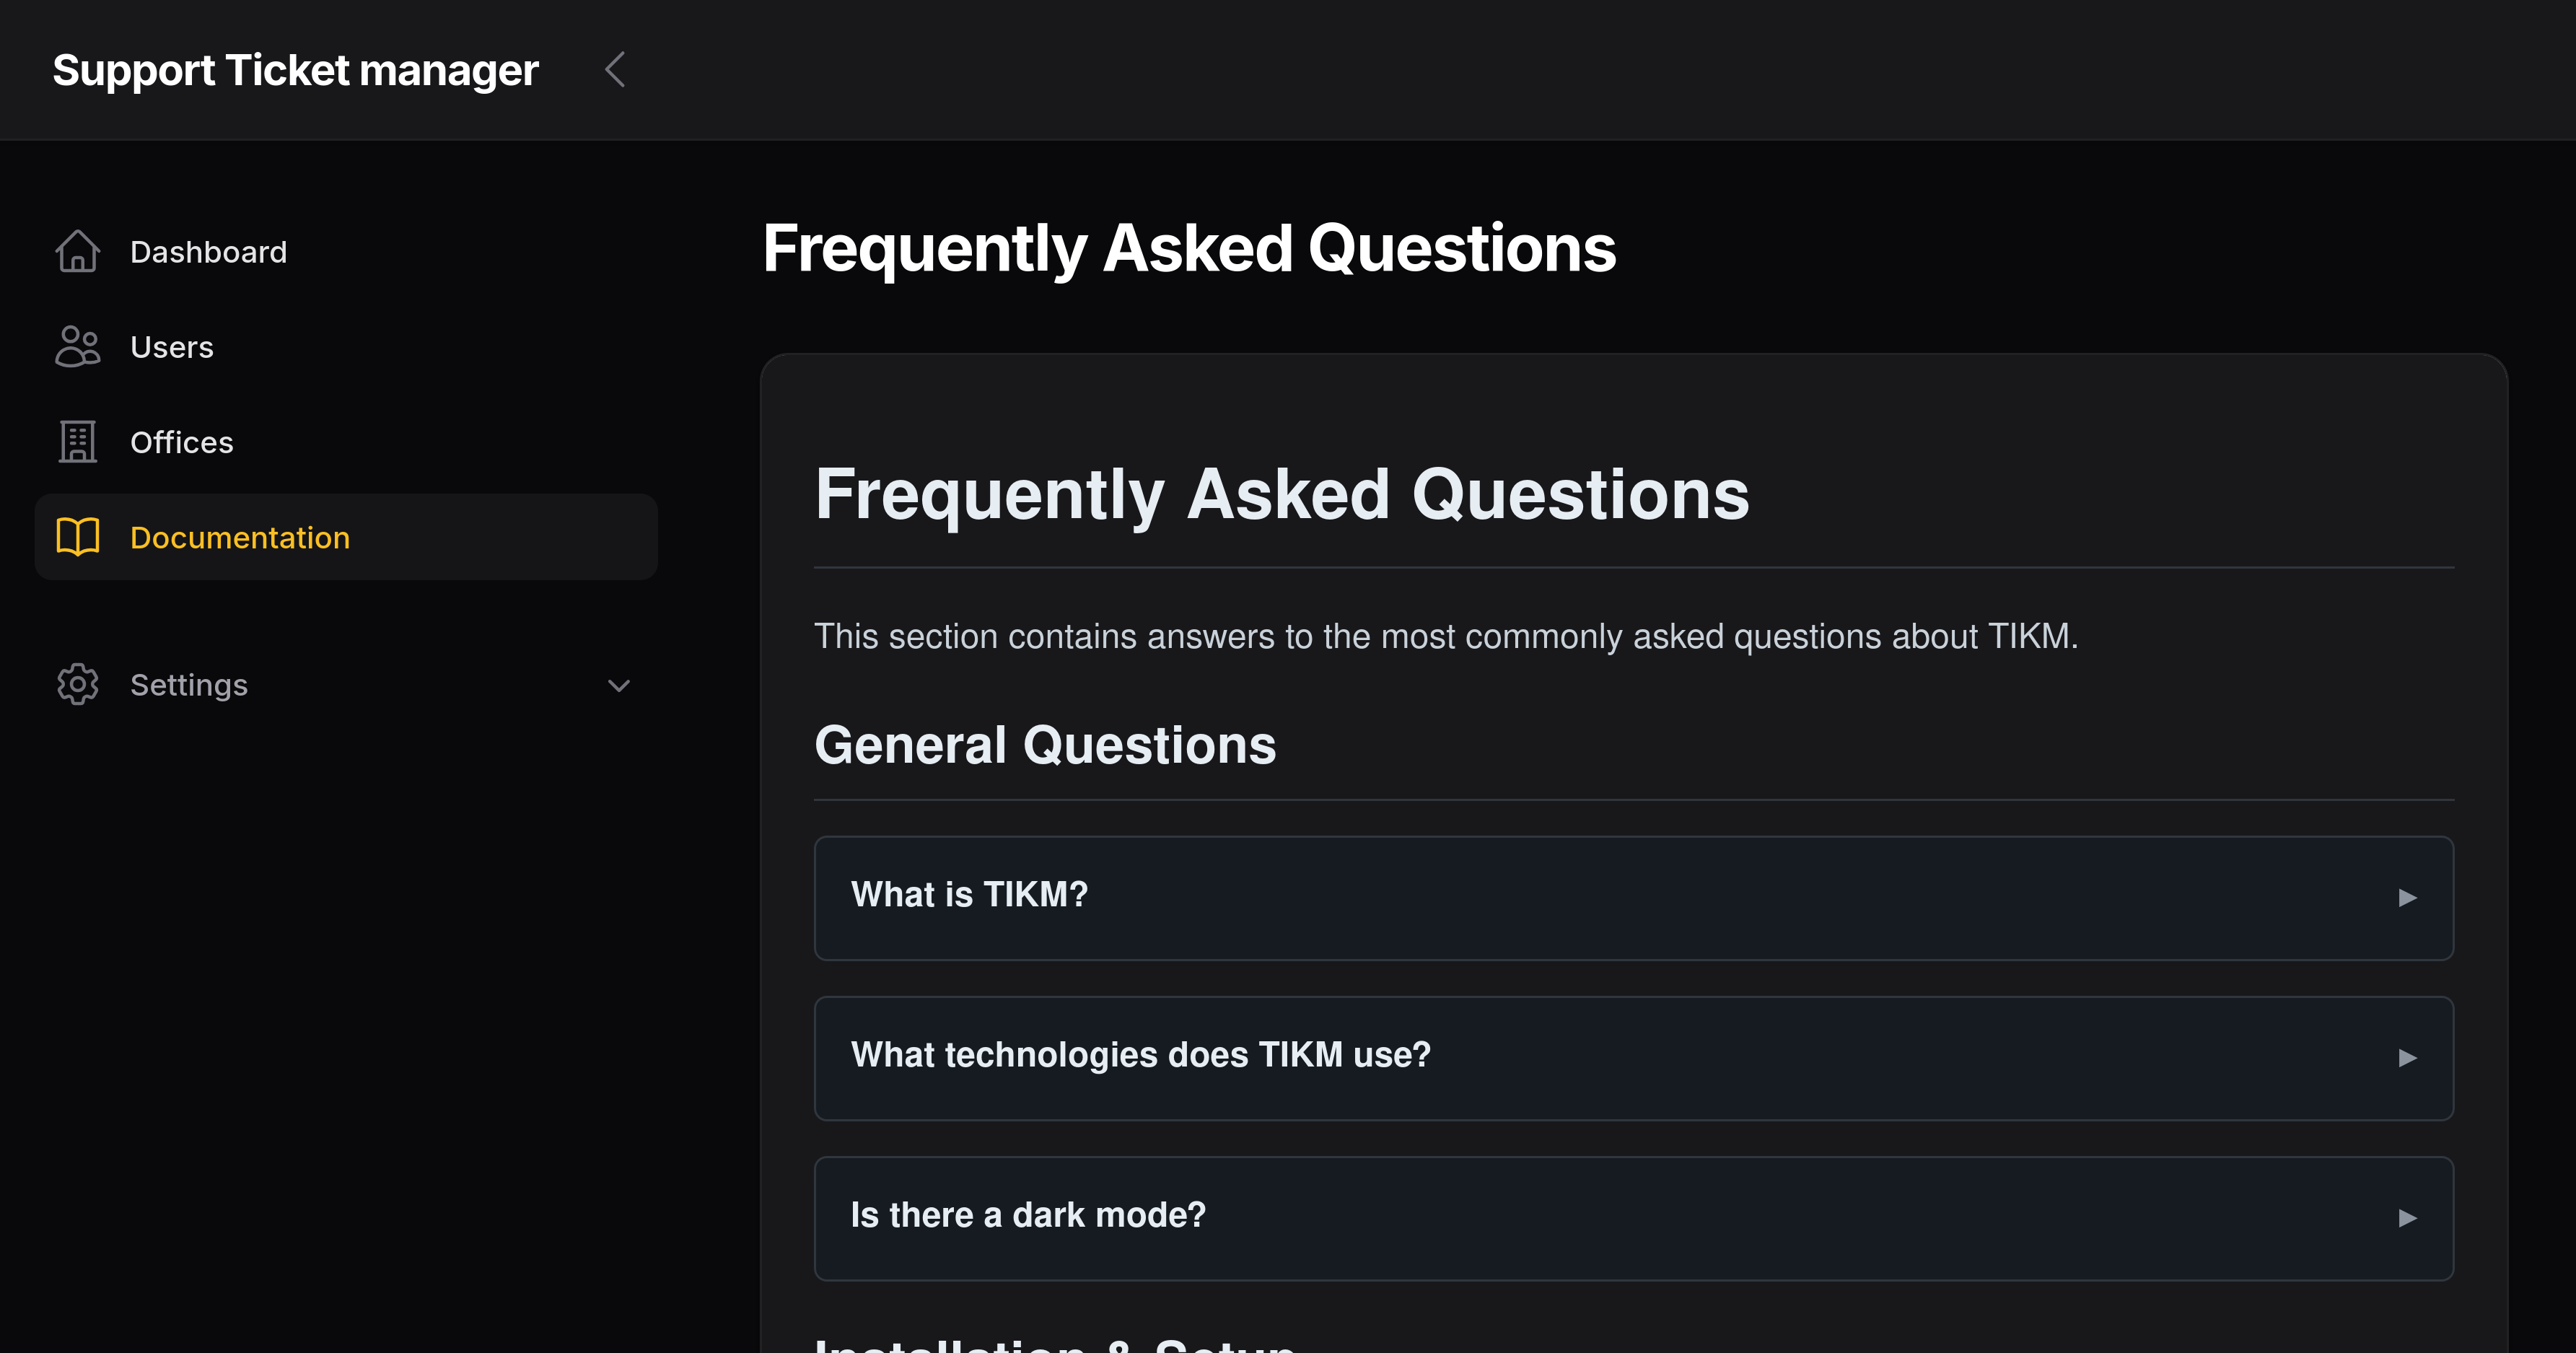 Support Ticket manager
Dashboard
Users
Offices
Documentation
Settings
Frequently Asked Questions
Frequently Asked Questions
This section contains answers to the most commonly asked questions about TIKM.
General Questions
What is TIKM?
What technologies does TIKM use?
Is there a dark mode?
Installation & Setup